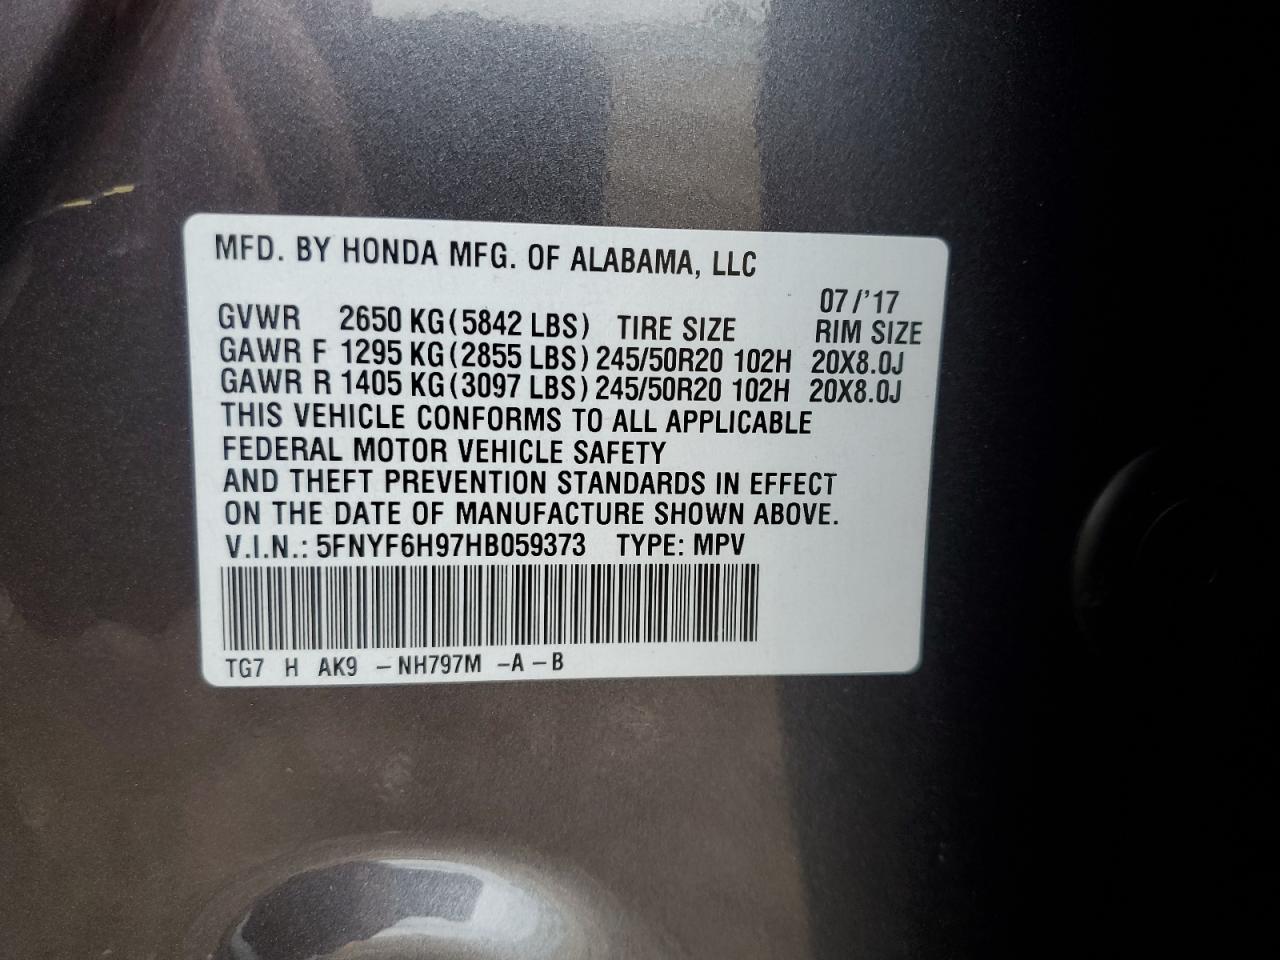 MFD. BY HONDA MFG. OF ALABAMA, LLC
07/'17
GVWR 2650 KG(5842 LBS) TIRE SIZE RIM SIZE
GAWR F 1295 KG(2855 LBS) 245/50R20 102H 20X8.0J
GAWR R 1405 KG(3097 LBS) 245/50R20 102H 20X8.0J
THIS VEHICLE CONFORMS TO ALL APPLICABLE
FEDERAL MOTOR VEHICLE SAFETY
AND THEFT PREVENTION STANDARDS IN EFFECT
ON THE DATE OF MANUFACTURE SHOWN ABOVE.
V.I.N.: 5FNYF6H97HB059373 TYPE: MPV
TG7 H AK9 -NH797M -A-B